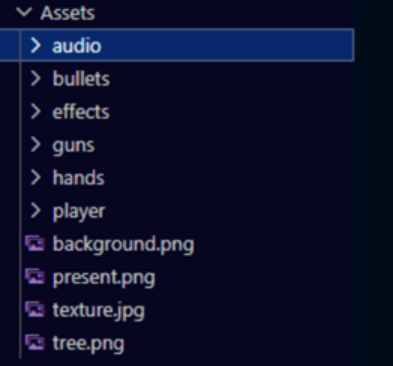 Assets
audio
bullets
effects
guns
hands
player
background.png
present.png
texture.jpg
tree.png